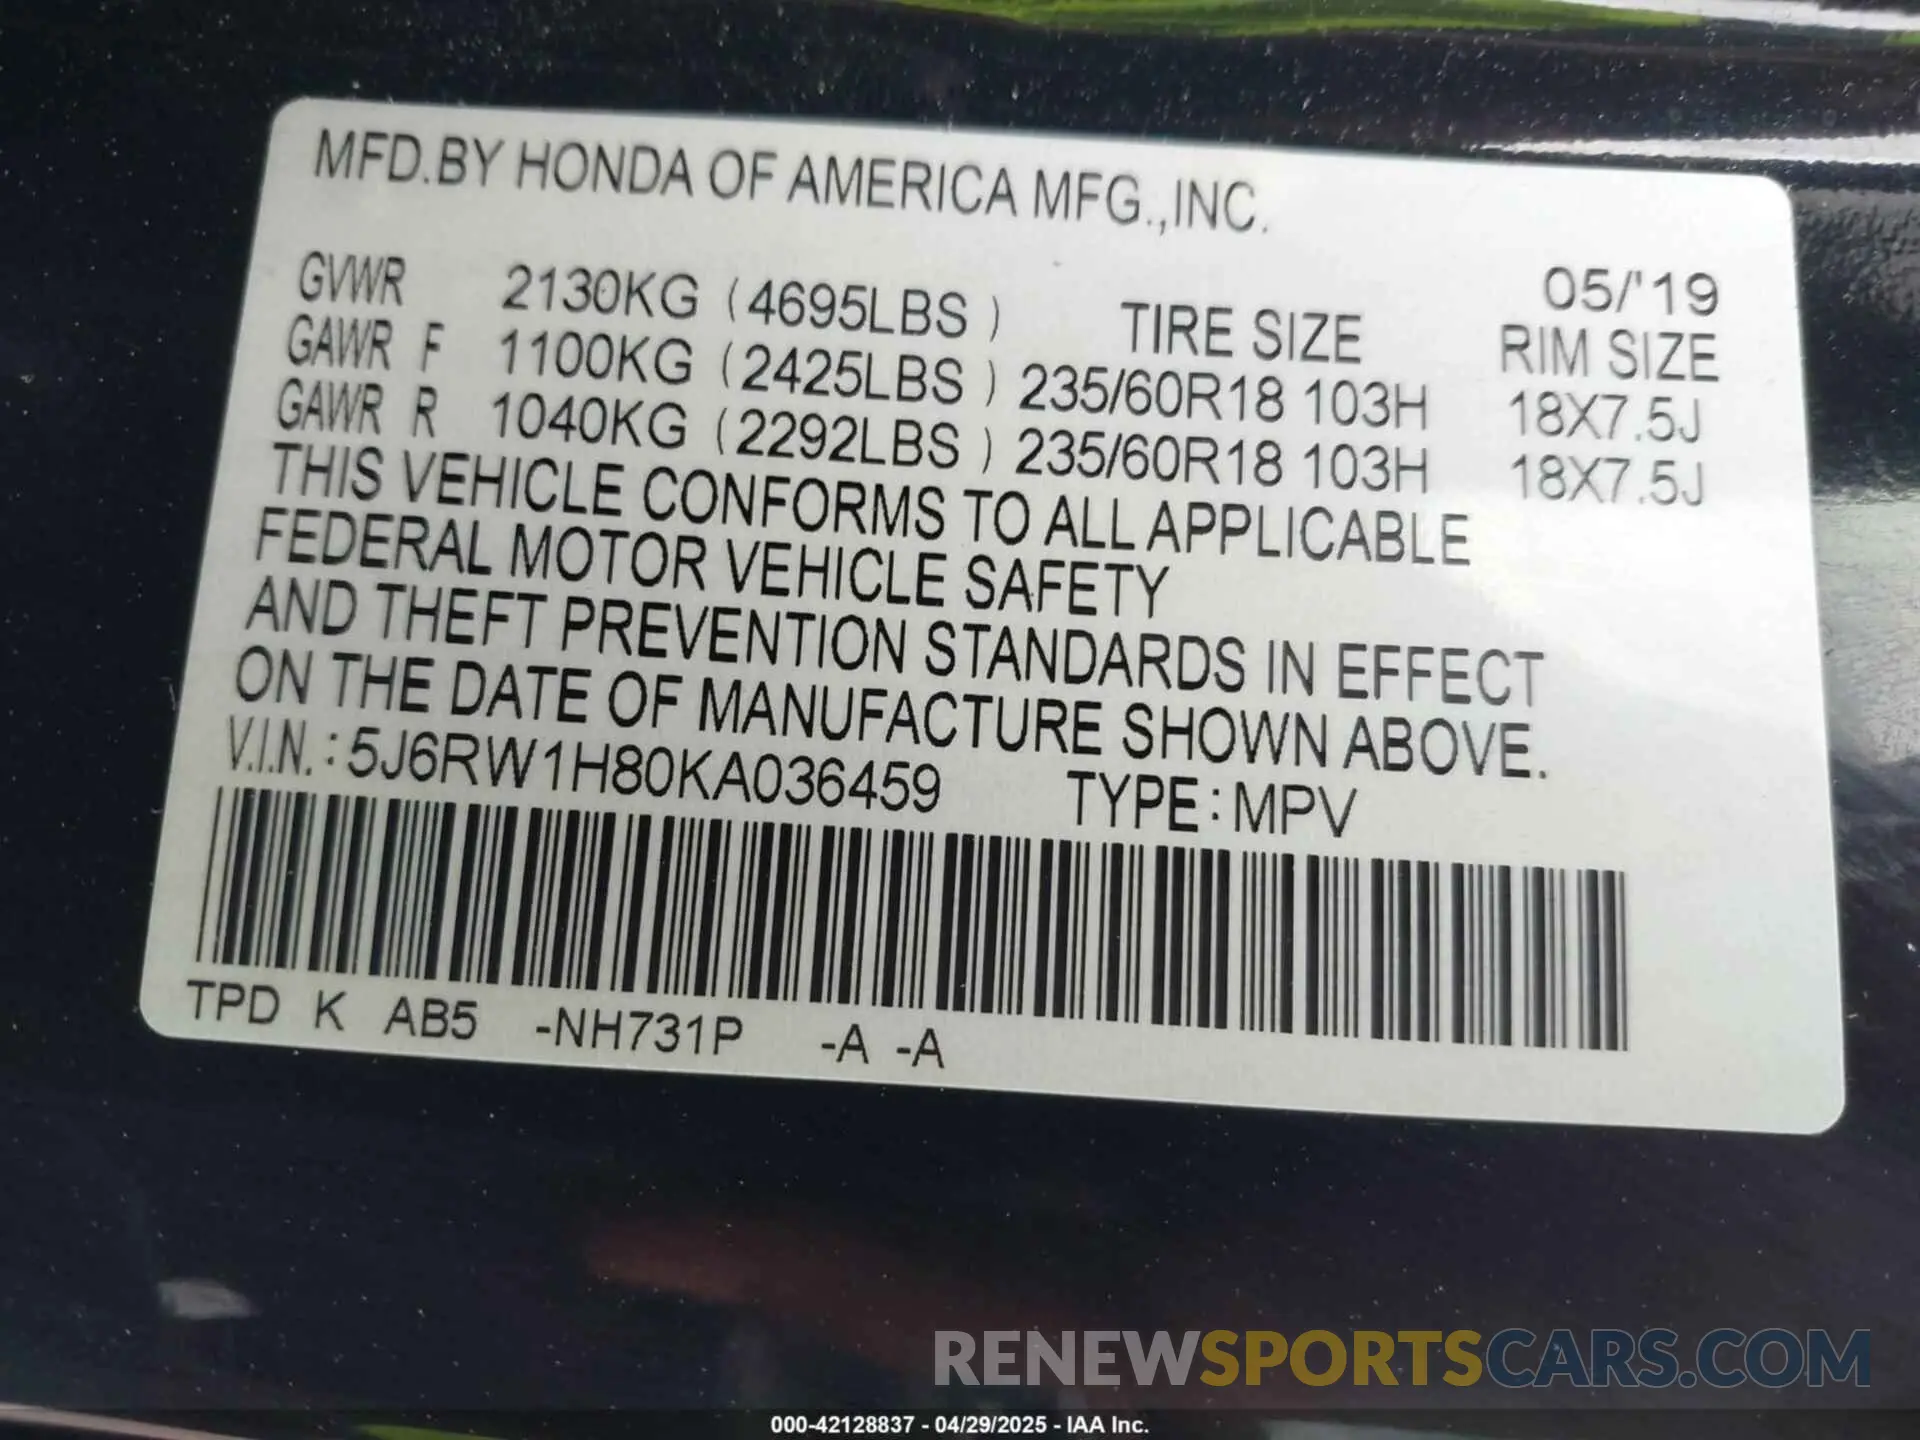 MFD.BY HONDA OF AMERICA MFG.,INC.
05/'19
GVWR 2130KG (4695LBS ) TIRE SIZE RIM SIZE
GAWR F 1100KG (2425LBS ) 235/60R18 103H 18X7.5J
GAWR R 1040KG (2292LBS ) 235/60R18 103H 18X7.5J
THIS VEHICLE CONFORMS TO ALL APPLICABLE
FEDERAL MOTOR VEHICLE SAFETY
AND THEFT PREVENTION STANDARDS IN EFFECT
ON THE DATE OF MANUFACTURE SHOWN ABOVE.
V.I.N.: 5J6RW1H80KA036459 TYPE: MPV
TPD K AB5 -NH731P -A -A
RENEWSPORTSCARS.COM
000-42128837 - 04/29/2025 - IAA Inc.